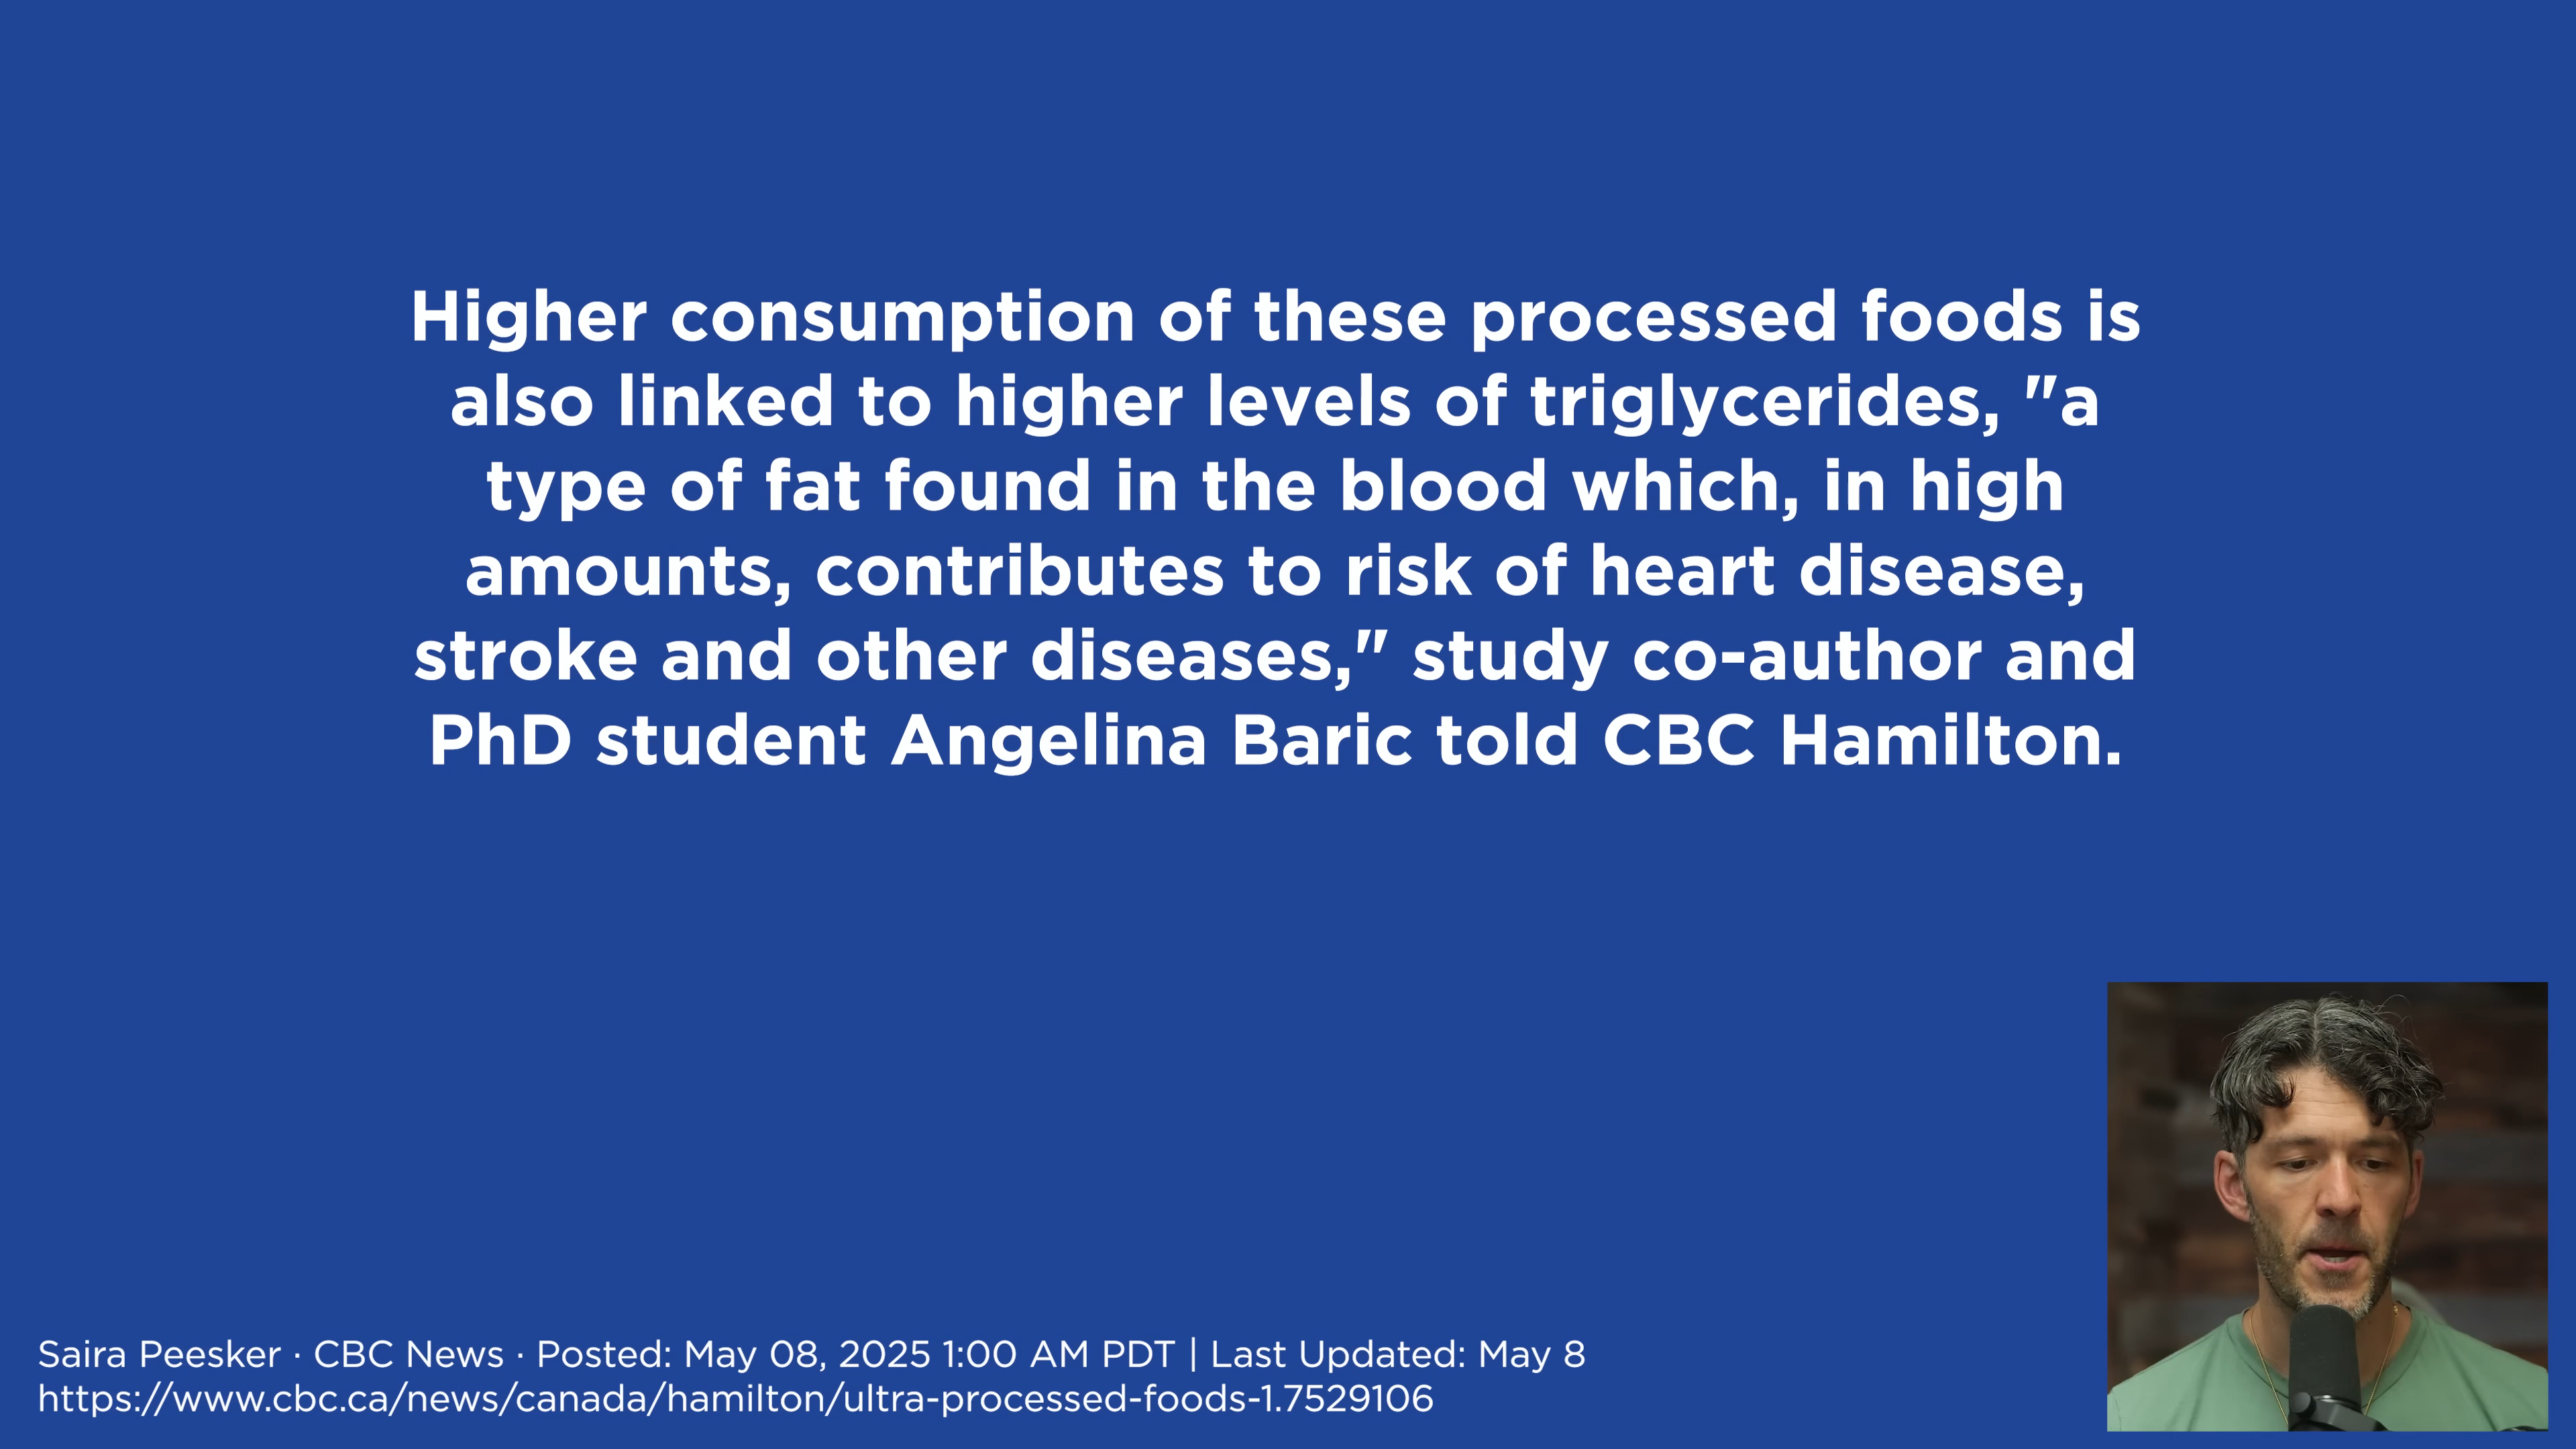 Higher consumption of these processed foods is
also linked to higher levels of triglycerides, "a
type of fat found in the blood which, in high
amounts, contributes to risk of heart disease,
stroke and other diseases," study co-author and
PhD student Angelina Baric told CBC Hamilton.
Saira Peesker · CBC News · Posted: May 08, 2025 1:00 AM PDT | Last Updated: May 8
https://www.cbc.ca/news/canada/hamilton/ultra-processed-foods-1.7529106